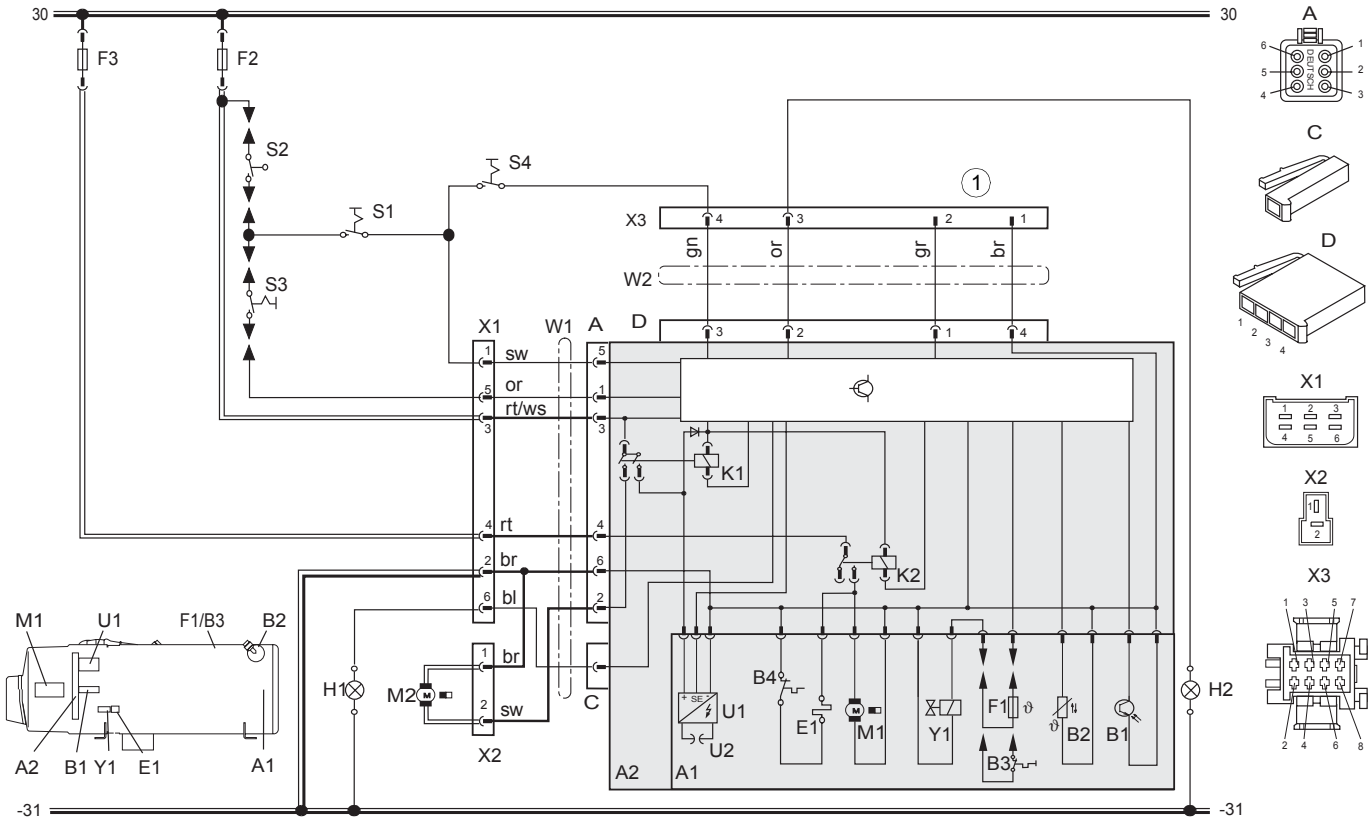 30
30
A
F3
F2
6
1
5
2
4
3
DEUTSCH
C
S2
S4
S1
1
X3
4
3
2
1
gn
or
gr
br
W2
D
S3
1
2
3
4
X1
W1
A
D
3
2
1
4
1
sw
5
5
or
1
rt/ws
3
3
X1
1
2
3
4
5
6
K1
X2
1
2
4
rt
4
2
br
6
K2
6
bl
2
X3
1
3
5
7
2
4
6
8
M1
U1
F1/B3
B2
H1
M2
M
1
br
2
sw
C
X2
B4
+
SE
-
U1
U2
E1
M
M1
Y1
F1
ϑ
B3
ϑ
B2
B1
H2
A2
B1
Y1
E1
A1
A2
A1
-31
-31